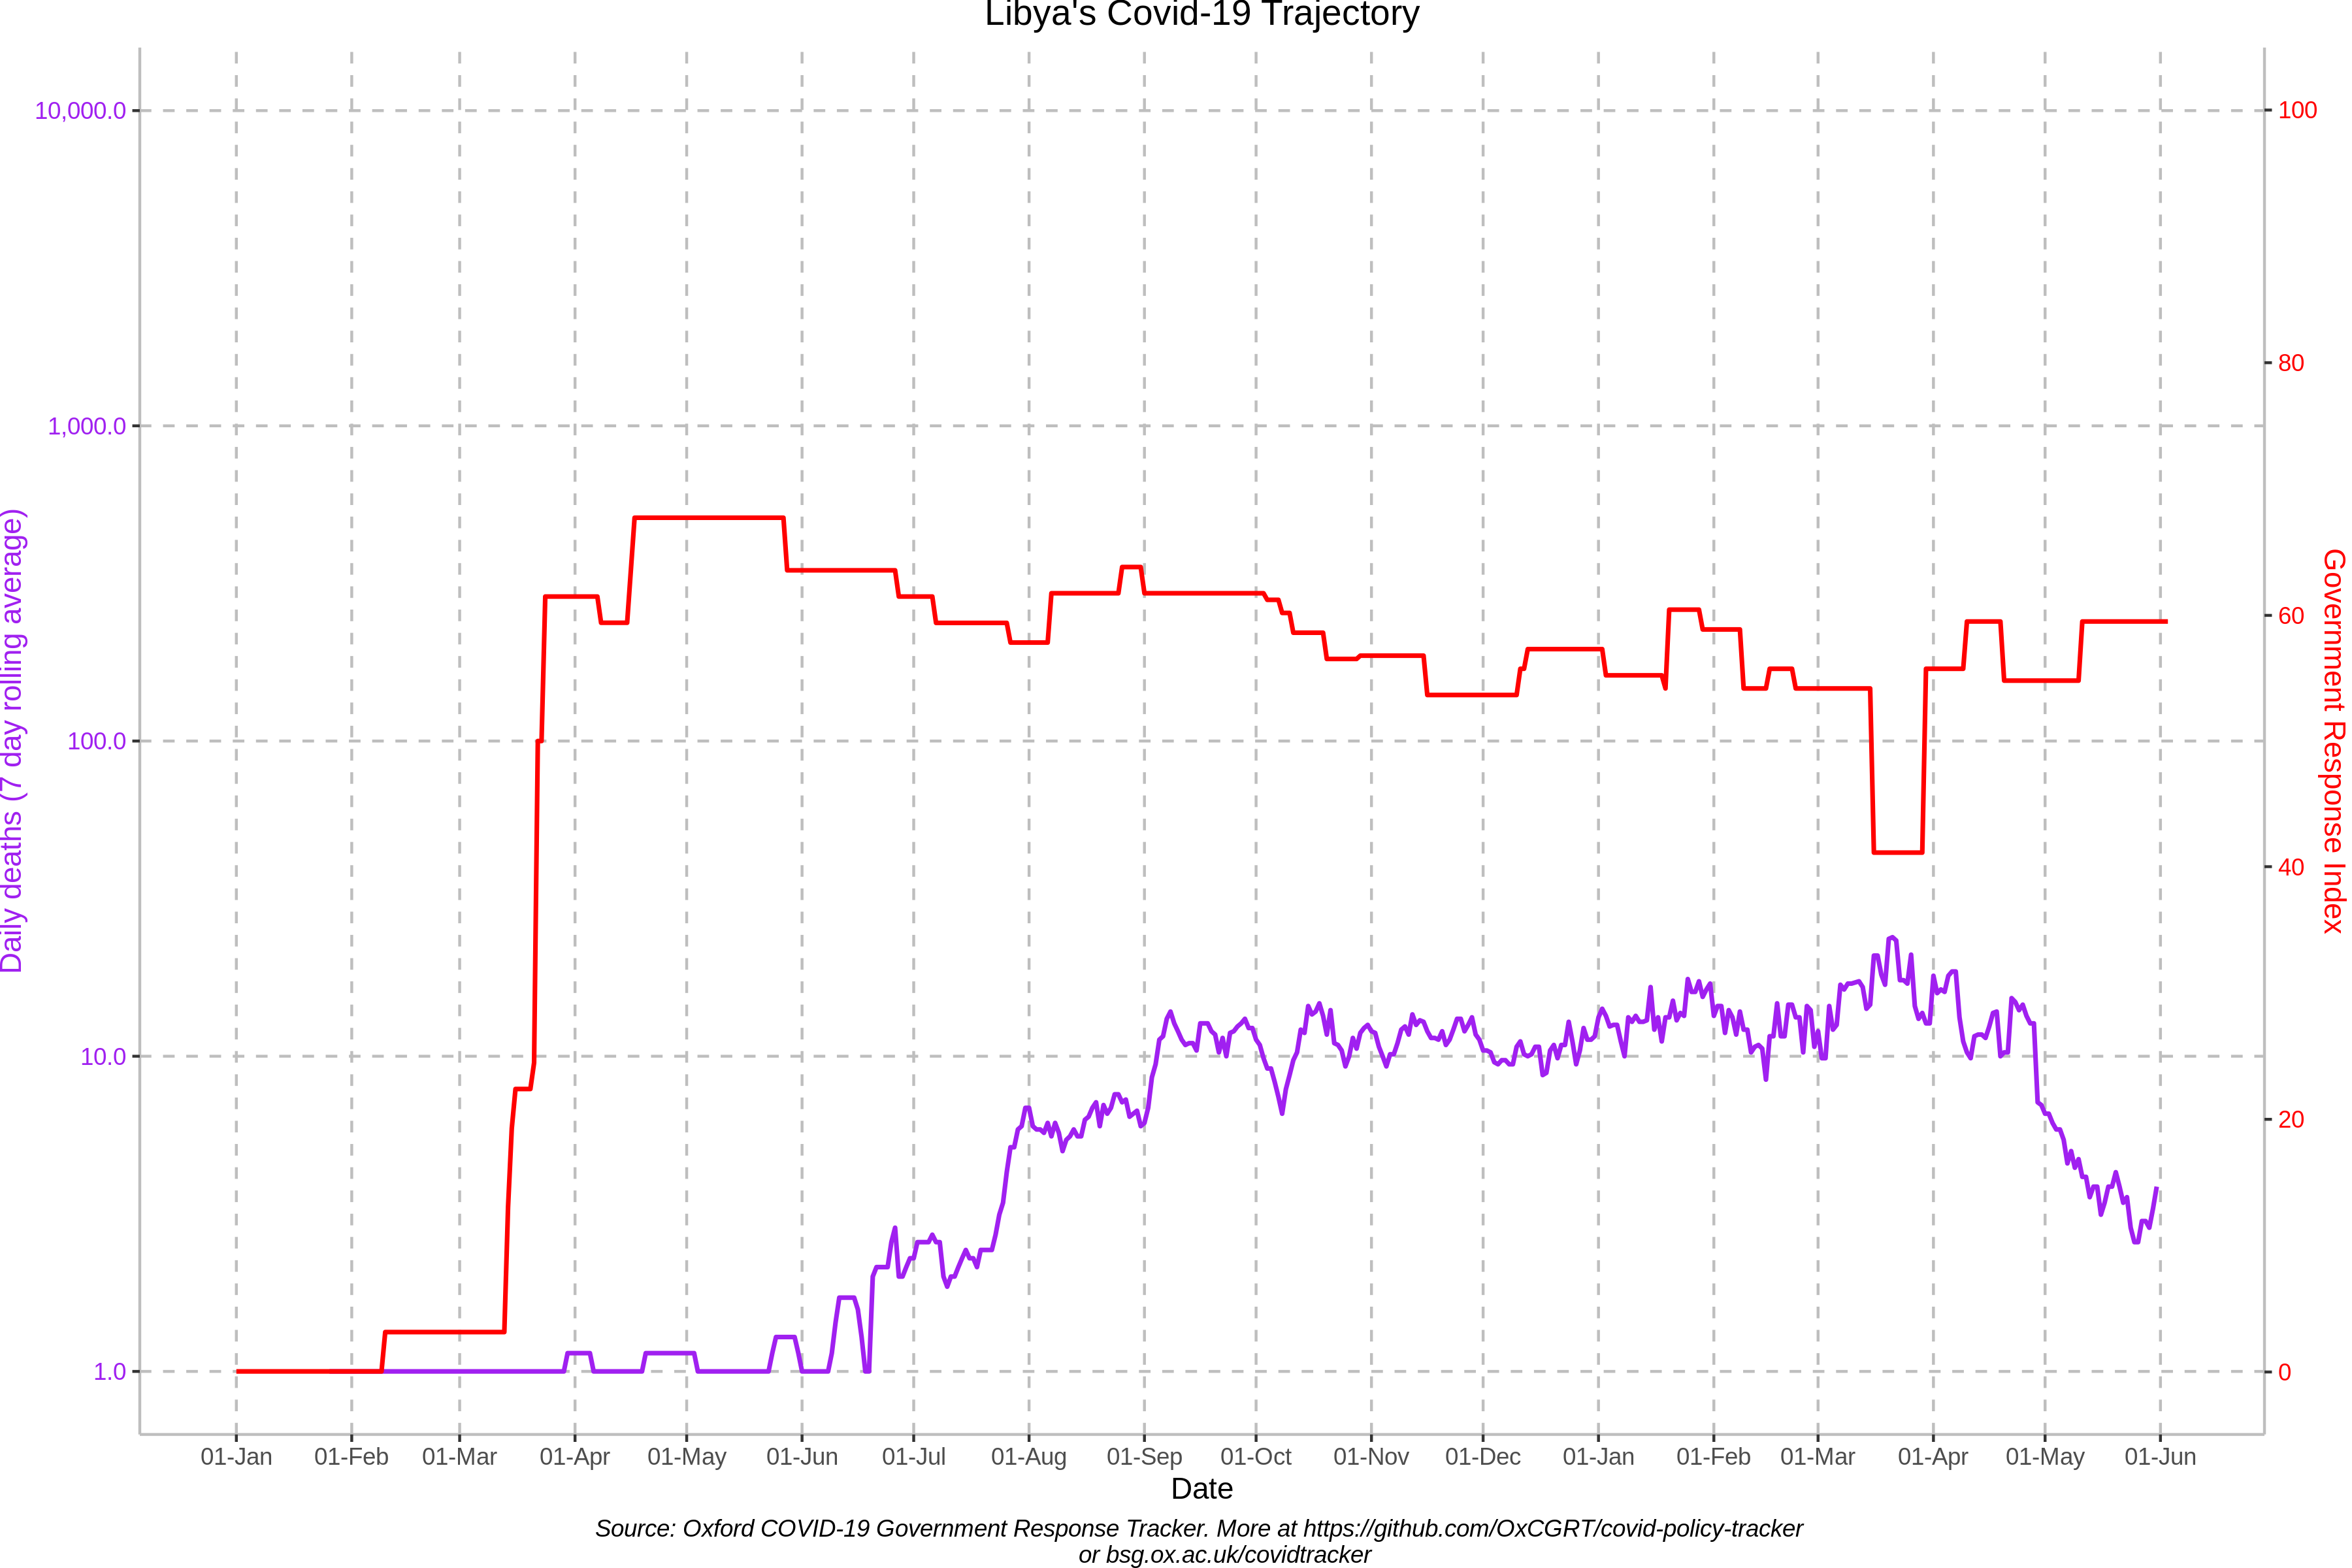 Libya's Covid-19 Trajectory
10,000.0
1,000.0
100.0
10.0
1.0
Daily deaths (7 day rolling average)
100
80
60
40
20
0
Government Response Index
01-Jan 01-Feb 01-Mar 01-Apr 01-May 01-Jun 01-Jul 01-Aug 01-Sep 01-Oct 01-Nov 01-Dec 01-Jan 01-Feb 01-Mar 01-Apr 01-May 01-Jun
Date
Source: Oxford COVID-19 Government Response Tracker. More at https://github.com/OxCGRT/covid-policy-tracker
or bsg.ox.ac.uk/covidtracker